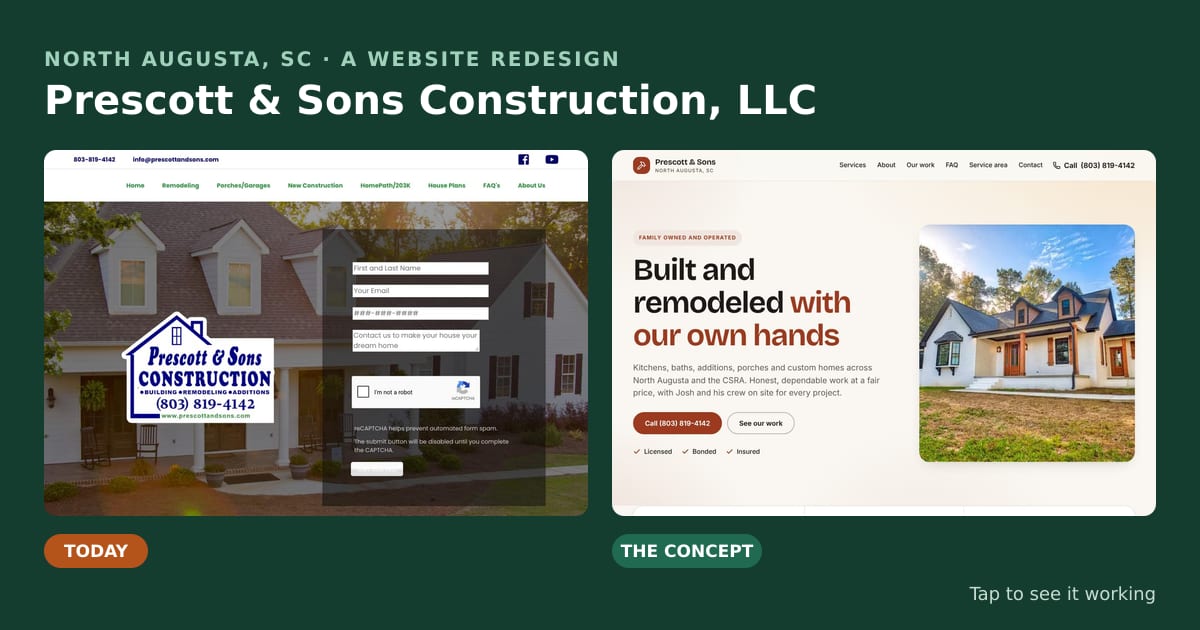 NORTH AUGUSTA, SC · A WEBSITE REDESIGN
Prescott & Sons Construction, LLC
803-819-4142
info@prescottandsons.com
Home
Remodeling
Porches/Garages
New Construction
HomePath/203K
House Plans
FAQ's
About Us
First and Last Name
Your Email
###-###-####
Contact us to make your house your
dream home
I'm not a robot
reCAPTCHA
reCAPTCHA helps prevent automated form spam.
The submit button will be disabled until you complete
the CAPTCHA.
Prescott & Sons
CONSTRUCTION
★BUILDING★REMODELING★ADDITIONS
(803) 819-4142
www.prescottandsons.com
Prescott & Sons
NORTH AUGUSTA, SC
Services
About
Our work
FAQ
Service area
Contact
Call (803) 819-4142
FAMILY OWNED AND OPERATED
Built and
remodeled with
our own hands
Kitchens, baths, additions, porches and custom homes across
North Augusta and the CSRA. Honest, dependable work at a fair
price, with Josh and his crew on site for every project.
Call (803) 819-4142
See our work
Licensed
Bonded
Insured
TODAY
THE CONCEPT
Tap to see it working